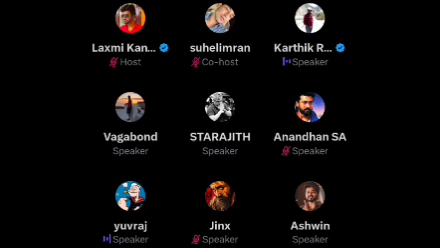 Laxmi Kan... suhelimran Karthik R...
Host Co-host Speaker
Vagabond STARAJITH Anandhan SA
Speaker Speaker Speaker
yuvraj Jinx Ashwin
Speaker Speaker Speaker